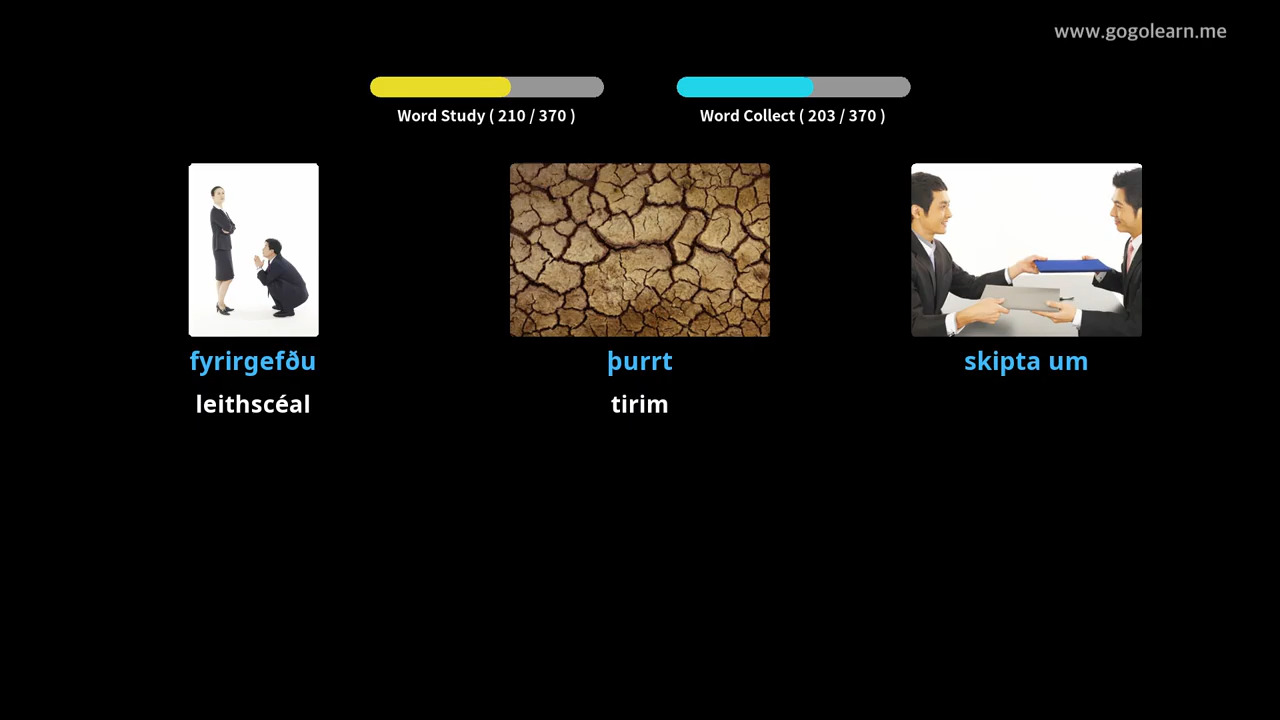 www.gogolearn.me
Word Study ( 210 / 370 )
Word Collect ( 203 / 370 )
fyrirgefðu
þurrt
skipta um
leithscéal
tirim